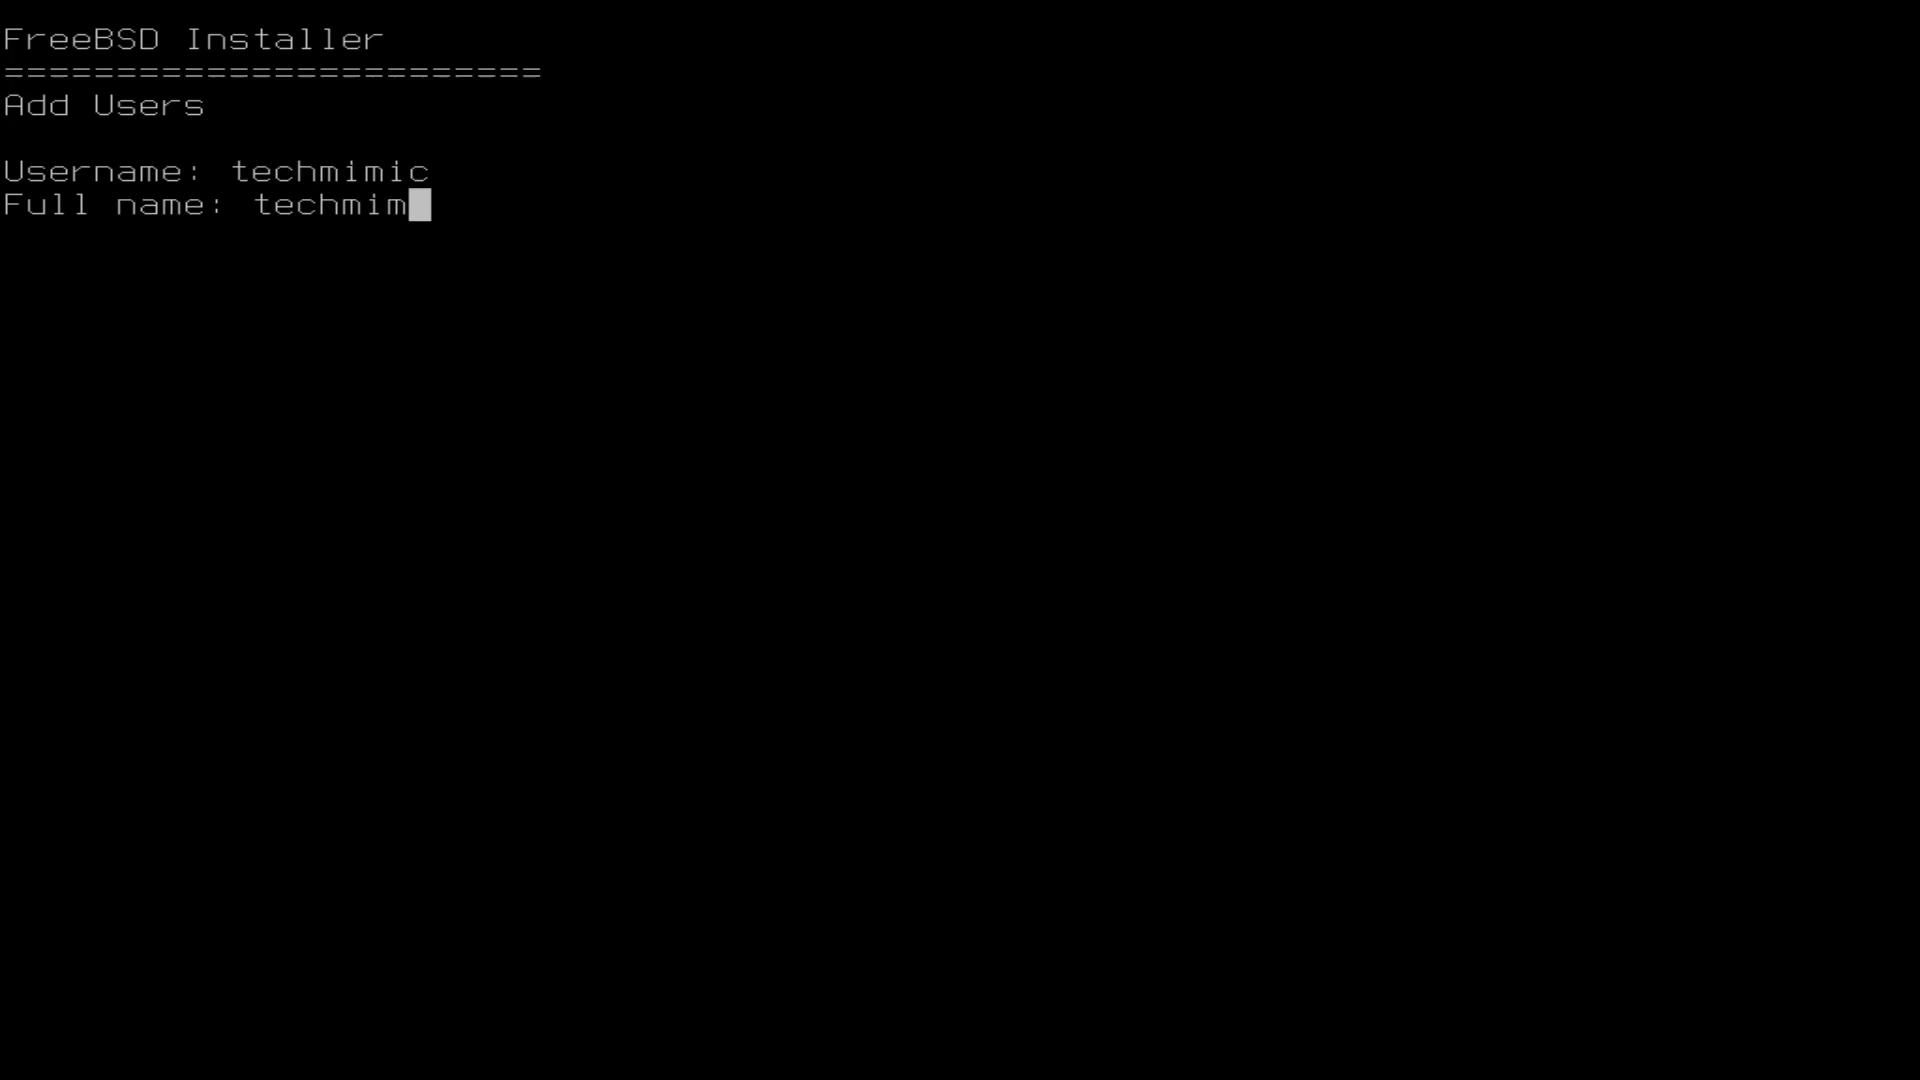 FreeBSD Installer
========================
Add Users
Username: techmimic
Full name: techmim